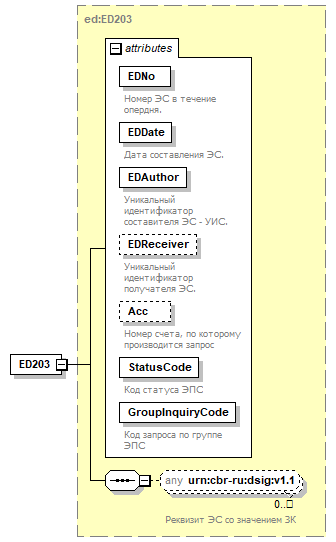 ed:ED203
attributes
EDNo
Номер ЭС в течение
опердня.
EDDate
Дата составления ЭС.
EDAuthor
Уникальный
идентификатор
составителя ЭС - УИС.
EDReceiver
Уникальный
идентификатор
получателя ЭС.
Acc
Номер счета, по которому
производится запрос
StatusCode
Код статуса ЭПС
GroupInquiryCode
Код запроса по группе
ЭПС
ED203
any urn:cbr-ru:dsig:v1.1
0..□
Реквизит ЭС со значением ЗК